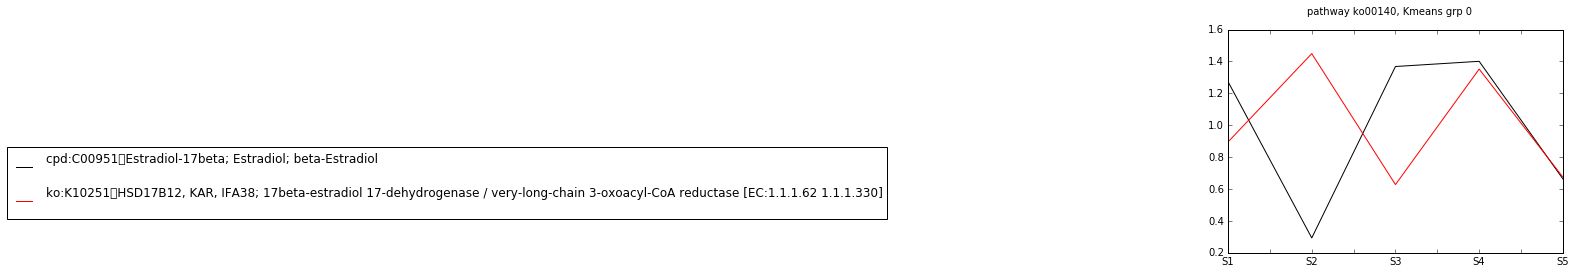 pathway ko00140, Kmeans grp 0
cpd:C00951▯Estradiol-17beta; Estradiol; beta-Estradiol
ko:K10251▯HSD17B12, KAR, IFA38; 17beta-estradiol 17-dehydrogenase / very-long-chain 3-oxoacyl-CoA reductase [EC:1.1.1.62 1.1.1.330]
1.6
1.4
1.2
1.0
0.8
0.6
0.4
0.2
S1 S2 S3 S4 S5